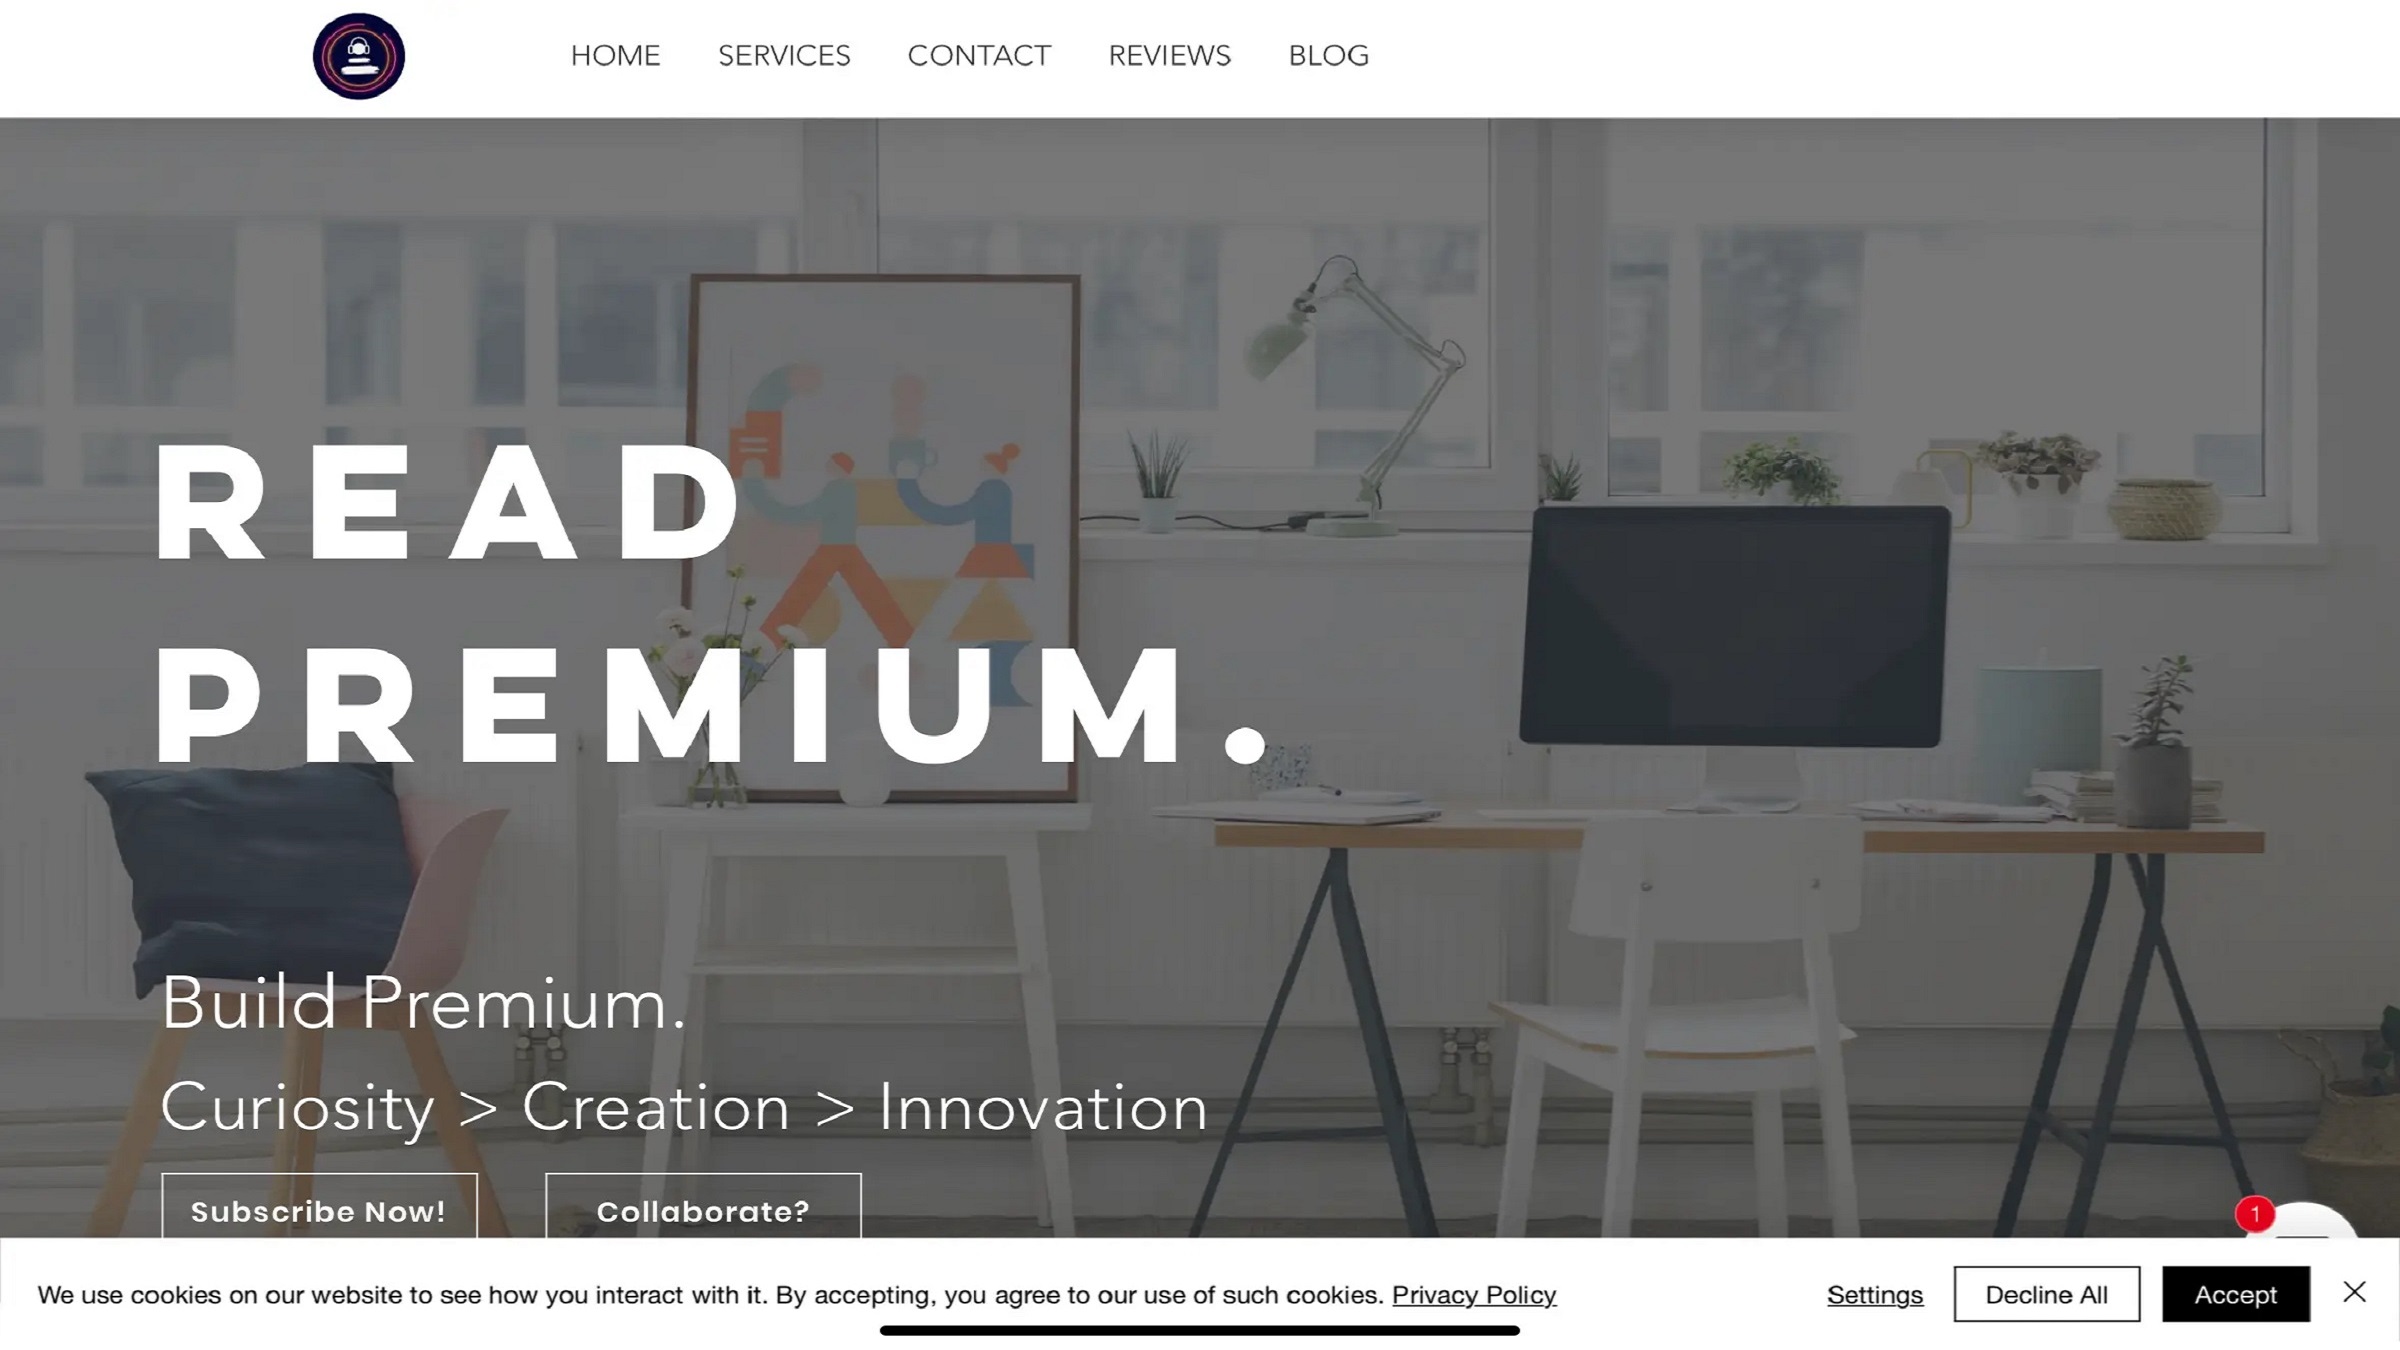 HOME SERVICES CONTACT REVIEWS BLOG
READ
PREMIUM.
Build Premium.
Curiosity > Creation > Innovation
Subscribe Now! Collaborate?
1
We use cookies on our website to see how you interact with it. By accepting, you agree to our use of such cookies. Privacy Policy Settings Decline All Accept